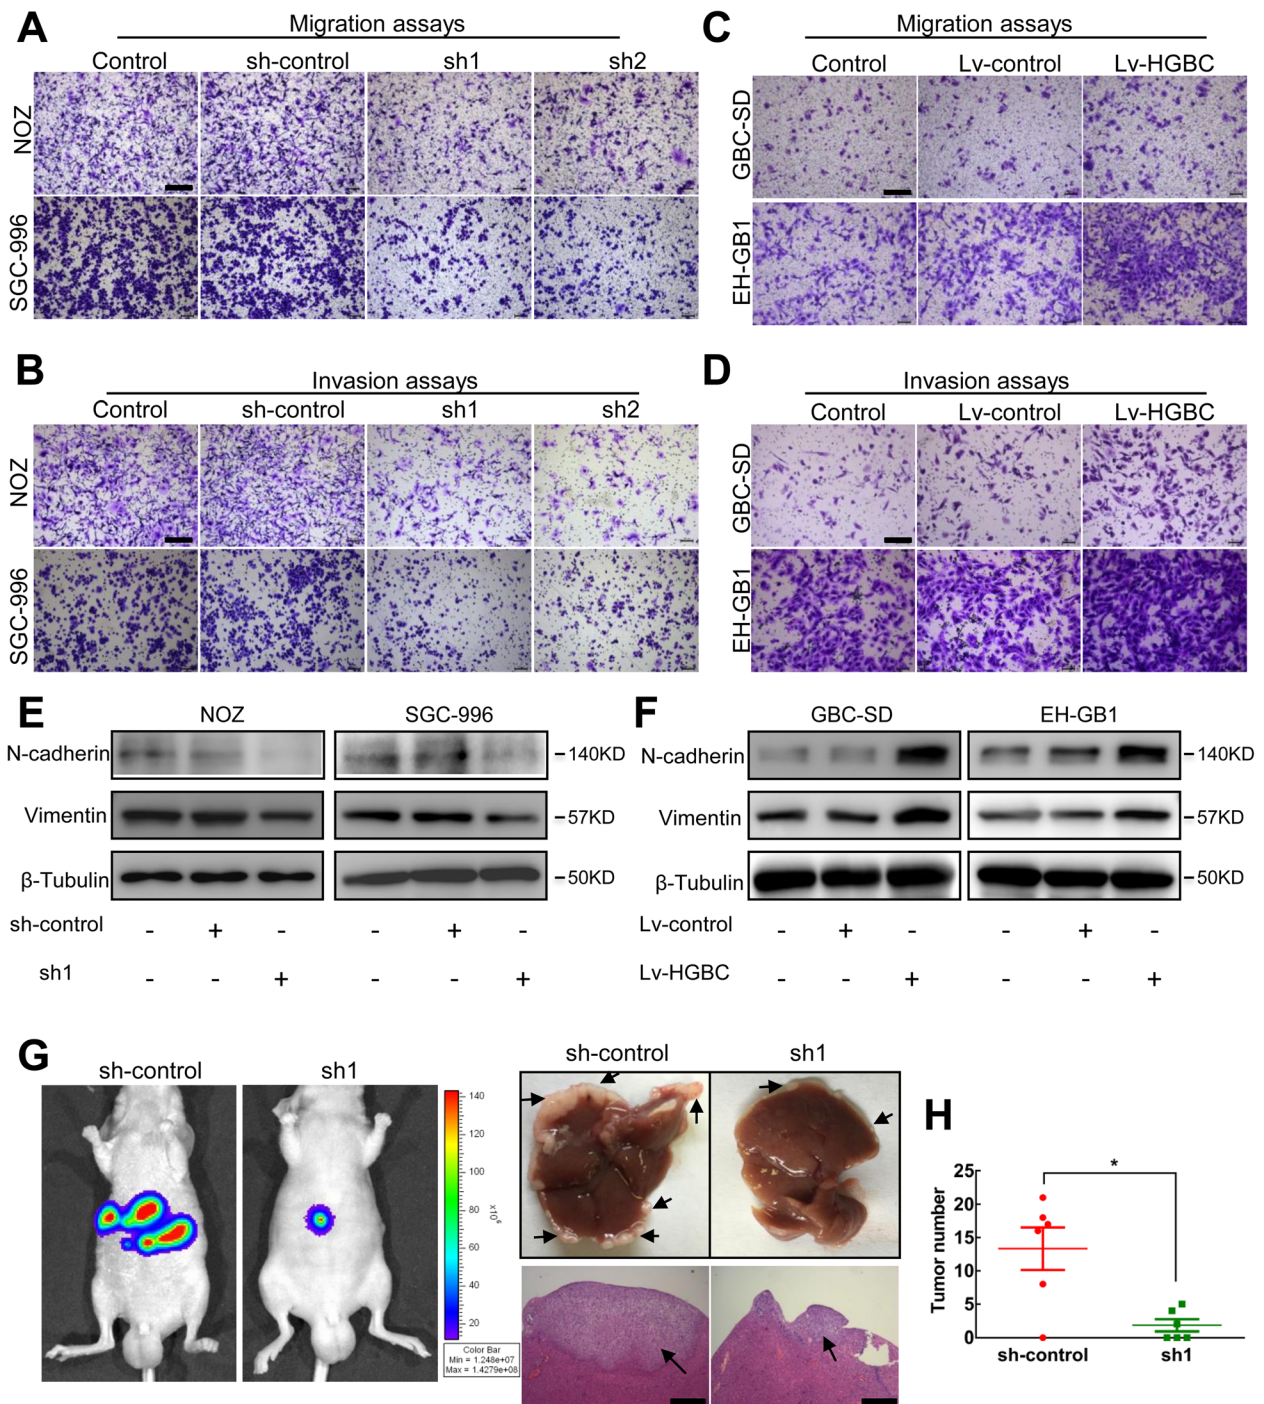 A
Migration assays
Control sh-control sh1 sh2
NOZ
SGC-996
C
Migration assays
Control Lv-control Lv-HGBC
GBC-SD
EH-GB1
B
Invasion assays
Control sh-control sh1 sh2
NOZ
SGC-996
D
Invasion assays
Control Lv-control Lv-HGBC
GBC-SD
EH-GB1
E
NOZ SGC-996
N-cadherin 140KD
Vimentin 57KD
β-Tubulin 50KD
sh-control - + - - + -
sh1 - - + - - +
F
GBC-SD EH-GB1
N-cadherin 140KD
Vimentin 57KD
β-Tubulin 50KD
Lv-control - + - - + -
Lv-HGBC - - + - - +
G
sh-control sh1
140
120
100
80
60
40
20
x10⁶
Color Bar
Min = 1.248e+07
Max = 1.4279e+08
sh-control sh1
H
Tumor number
25
20
15
10
5
0
*
sh-control sh1